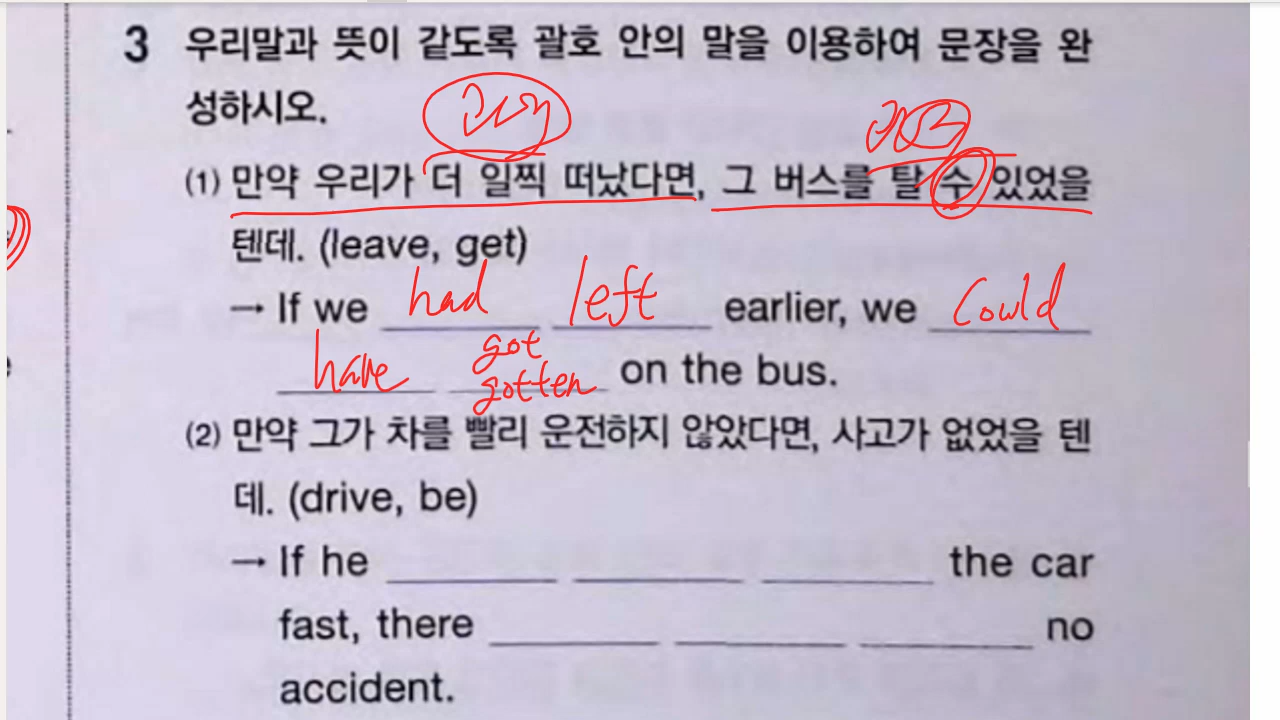 3 우리말과 뜻이 같도록 괄호 안의 말을 이용하여 문장을 완
성하시오.
(1) 만약 우리가 더 일찍 떠났다면, 그 버스를 탈 수 있었을
텐데. (leave, get)
→ If we had left earlier, we could
got
have gotten on the bus.
(2) 만약 그가 차를 빨리 운전하지 않았다면, 사고가 없었을 텐
데. (drive, be)
→ If he the car
fast, there no
accident.